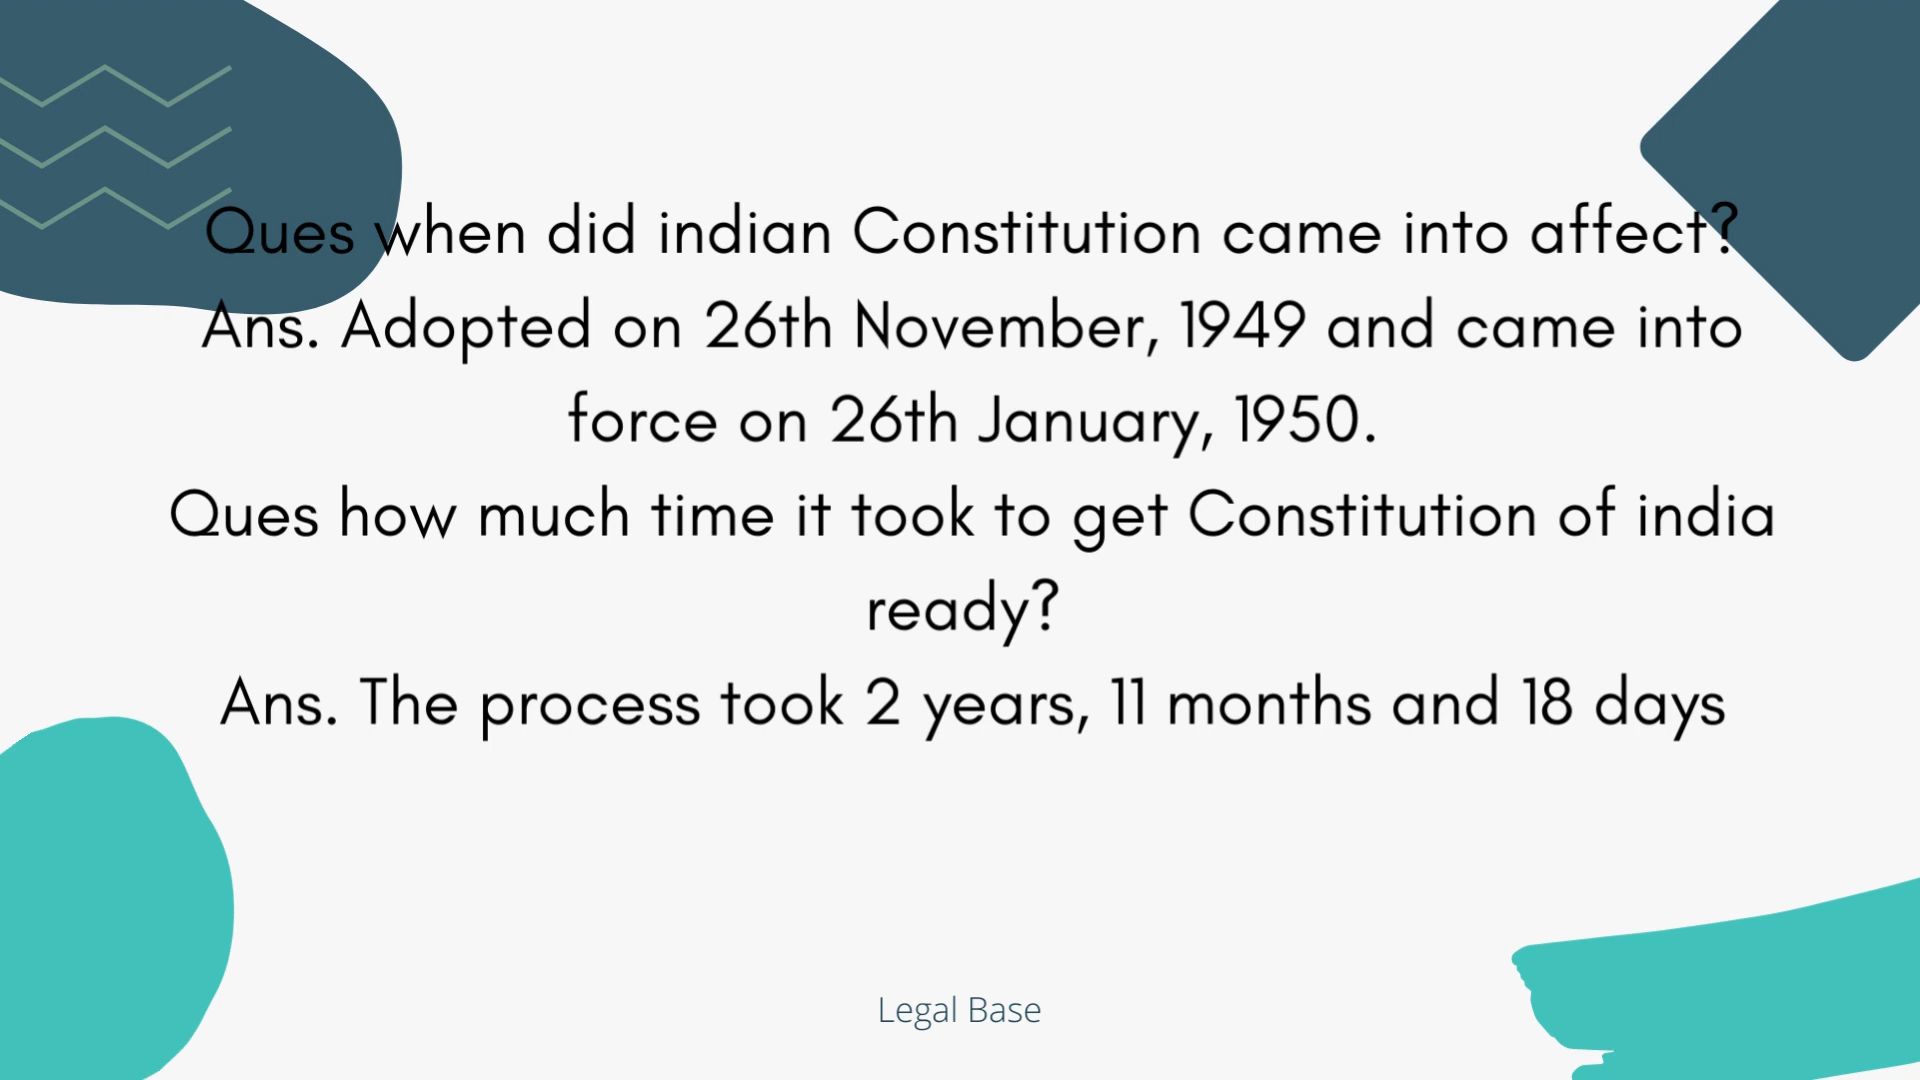 Ques when did indian Constitution came into affect?
Ans. Adopted on 26th November, 1949 and came into
force on 26th January, 1950.
Ques how much time it took to get Constitution of india
ready?
Ans. The process took 2 years, 11 months and 18 days
Legal Base